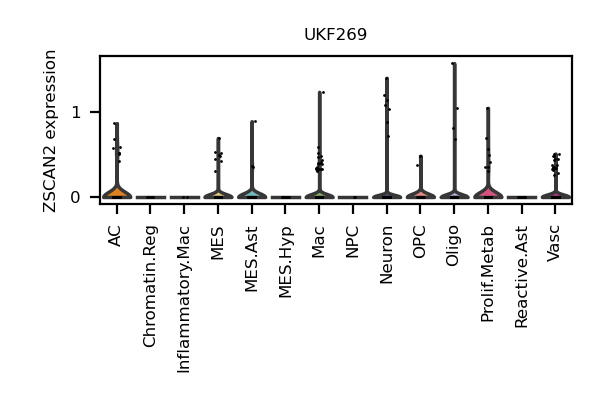 UKF269
ZSCAN2 expression
1
0
AC
Chromatin.Reg
Inflammatory.Mac
MES
MES.Ast
MES.Hyp
Mac
NPC
Neuron
OPC
Oligo
Prolif.Metab
Reactive.Ast
Vasc